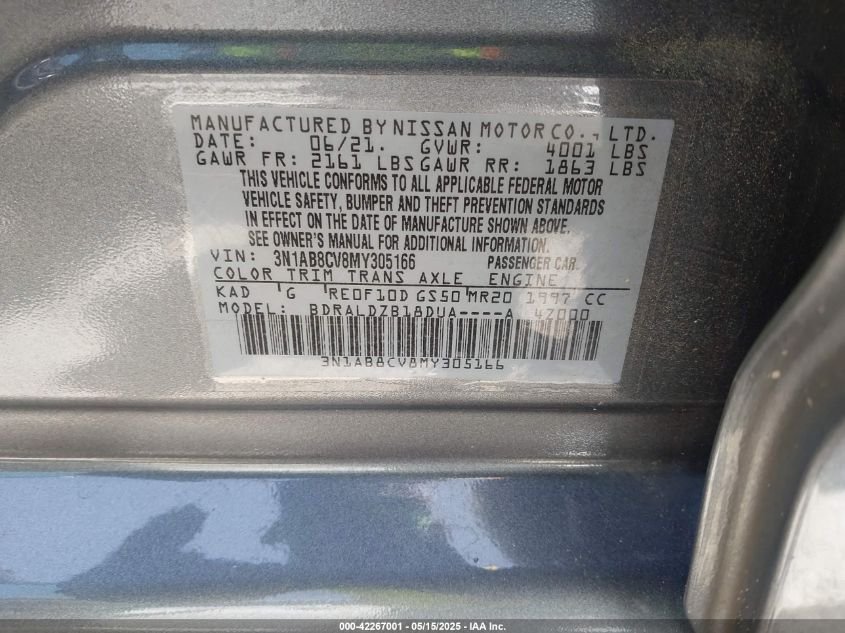 MANUFACTURED BY NISSAN MOTOR CO., LTD.
DATE: 06/21. GVWR: 4001 LBS
GAWR FR: 2161 LBS GAWR RR: 1863 LBS
THIS VEHICLE CONFORMS TO ALL APPLICABLE FEDERAL MOTOR
VEHICLE SAFETY, BUMPER AND THEFT PREVENTION STANDARDS
IN EFFECT ON THE DATE OF MANUFACTURE SHOWN ABOVE.
SEE OWNER'S MANUAL FOR ADDITIONAL INFORMATION.
VIN: 3N1AB8CV8MY305166 PASSENGER CAR.
COLOR TRIM TRANS AXLE ENGINE
KAD G RE0F10D GS50 MR20 1997 CC
MODEL: BDRALDZB18DUA----A 4Z000
3N1AB8CV8MY305166
000-42267001 - 05/15/2025 - IAA Inc.